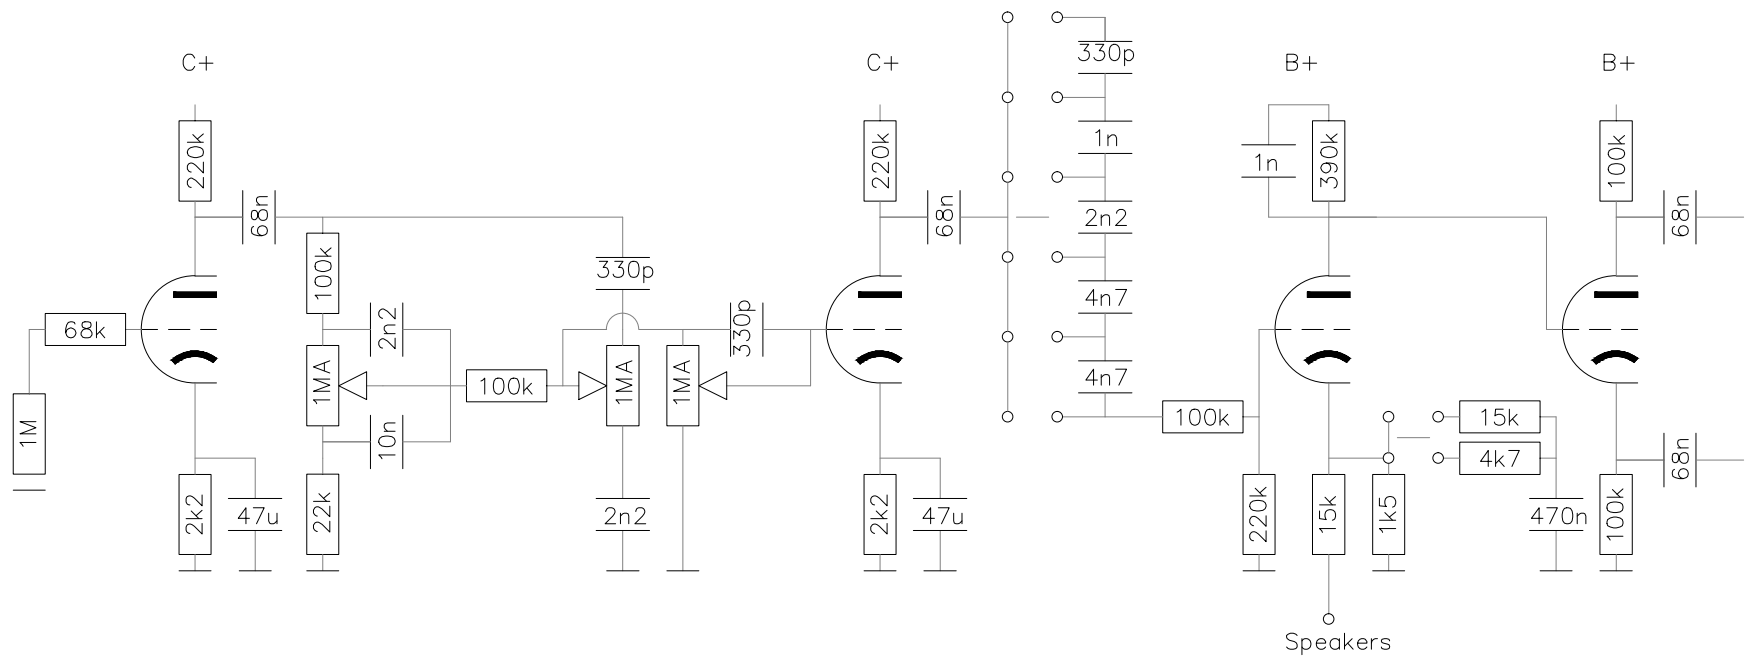 C+
C+
B+
B+
330p
1n
2n2
4n7
4n7
220k
68n
220k
68n
1n
390k
100k
68n
100k
330p
68k
2n2
330p
1MA
100k
1MA
1MA
1M
10n
100k
15k
4k7
68n
2k2
47u
22k
2n2
2k2
47u
220k
15k
1k5
470n
100k
Speakers